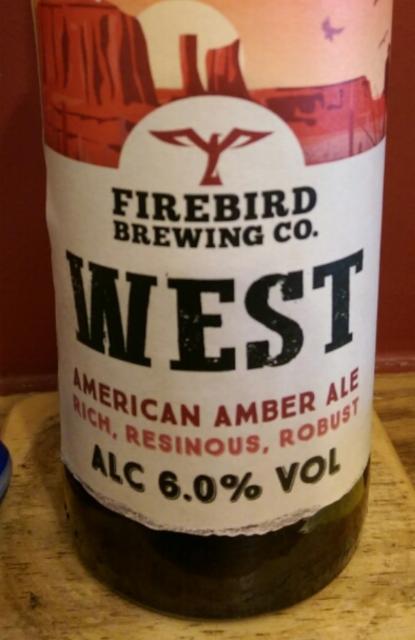 FIREBIRD
BREWING CO.
WEST
AMERICAN AMBER ALE
RICH, RESINOUS, ROBUST
ALC 6.0% VOL